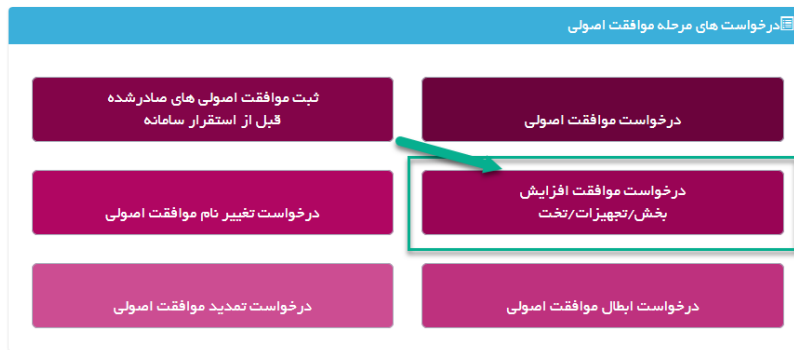 درخواست های مرحله موافقت اصولی
درخواست موافقت اصولی
ثبت موافقت اصولی های صادرشده
قبل از استقرار سامانه
درخواست موافقت افزایش
بخش/تجهیزات/تخت
درخواست تغییر نام موافقت اصولی
درخواست ابطال موافقت اصولی
درخواست تمدید موافقت اصولی